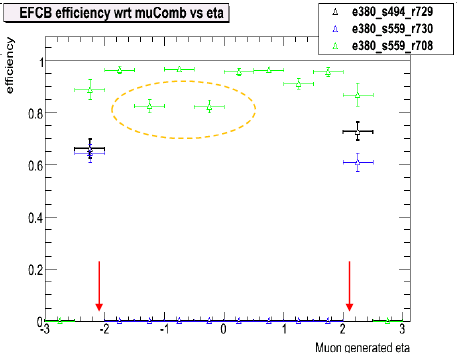 EFCB efficiency wrt muComb vs eta
e380_s494_r729
e380_s559_r730
e380_s559_r708
efficiency
1
0.8
0.6
0.4
0.2
0
-3 -2 -1 0 1 2 3
Muon generated eta